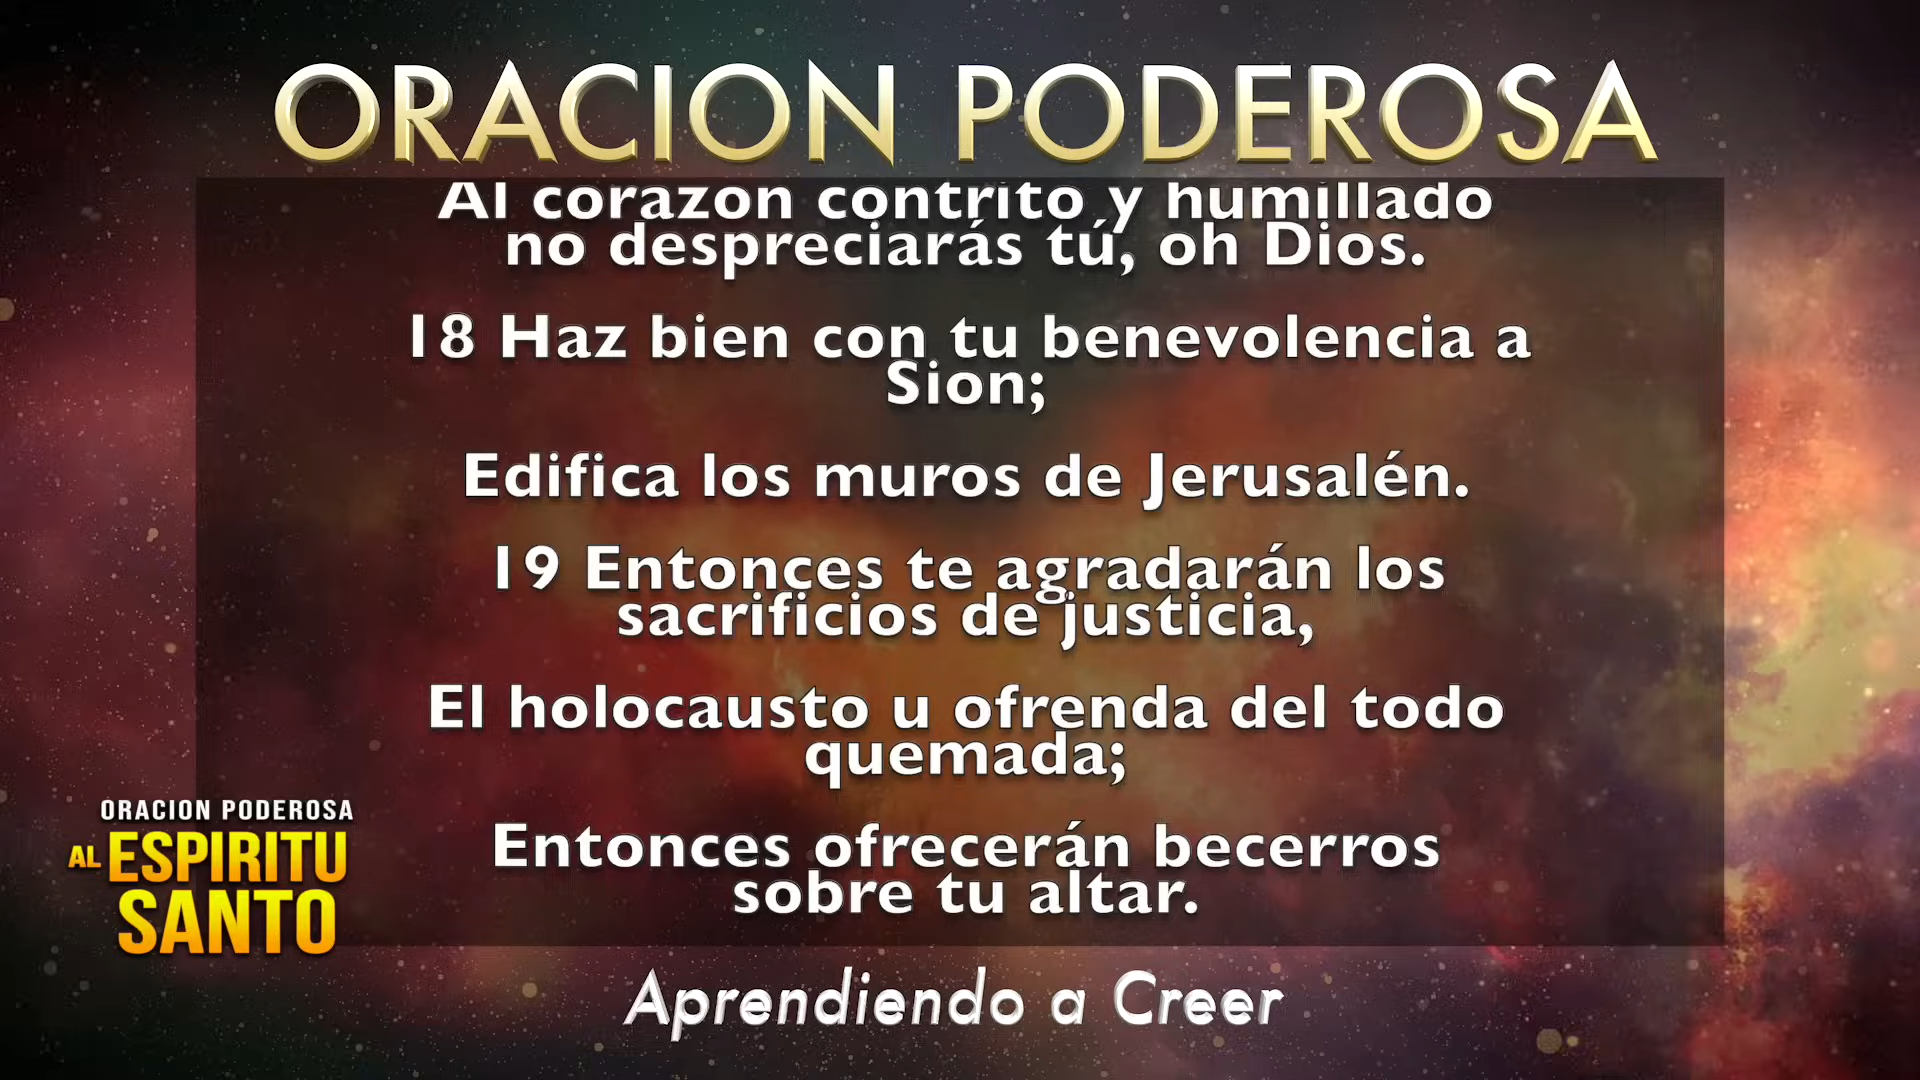 ORACION PODEROSA
Al corazón contrito y humillado
no despreciarás tú, oh Dios.
18 Haz bien con tu benevolencia a
Sion;
Edifica los muros de Jerusalén.
19 Entonces te agradarán los
sacrificios de justicia,
El holocausto u ofrenda del todo
quemada;
Entonces ofrecerán becerros
sobre tu altar.
ORACION PODEROSA
AL ESPIRITU
SANTO
Aprendiendo a Creer